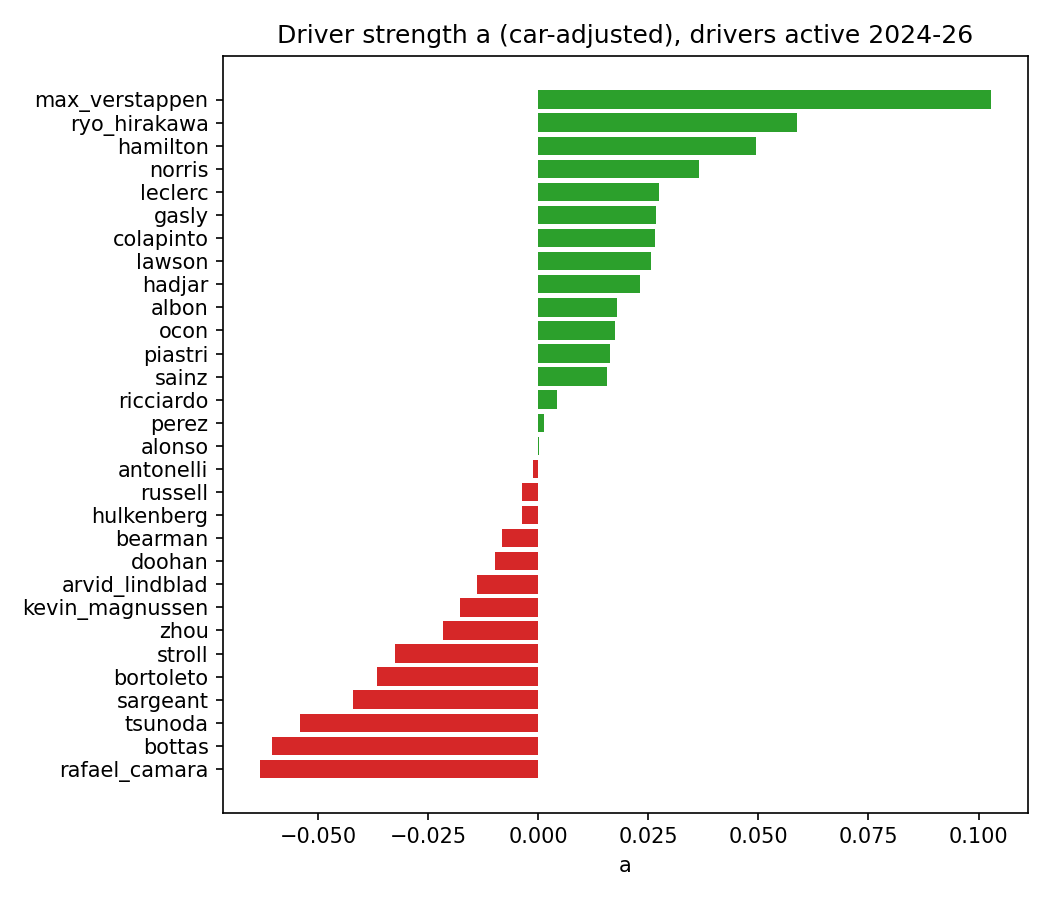 Driver strength a (car-adjusted), drivers active 2024-26
max_verstappen
ryo_hirakawa
hamilton
norris
leclerc
gasly
colapinto
lawson
hadjar
albon
ocon
piastri
sainz
ricciardo
perez
alonso
antonelli
russell
hulkenberg
bearman
doohan
arvid_lindblad
kevin_magnussen
zhou
stroll
bortoleto
sargeant
tsunoda
bottas
rafael_camara
−0.050 −0.025 0.000 0.025 0.050 0.075 0.100
a